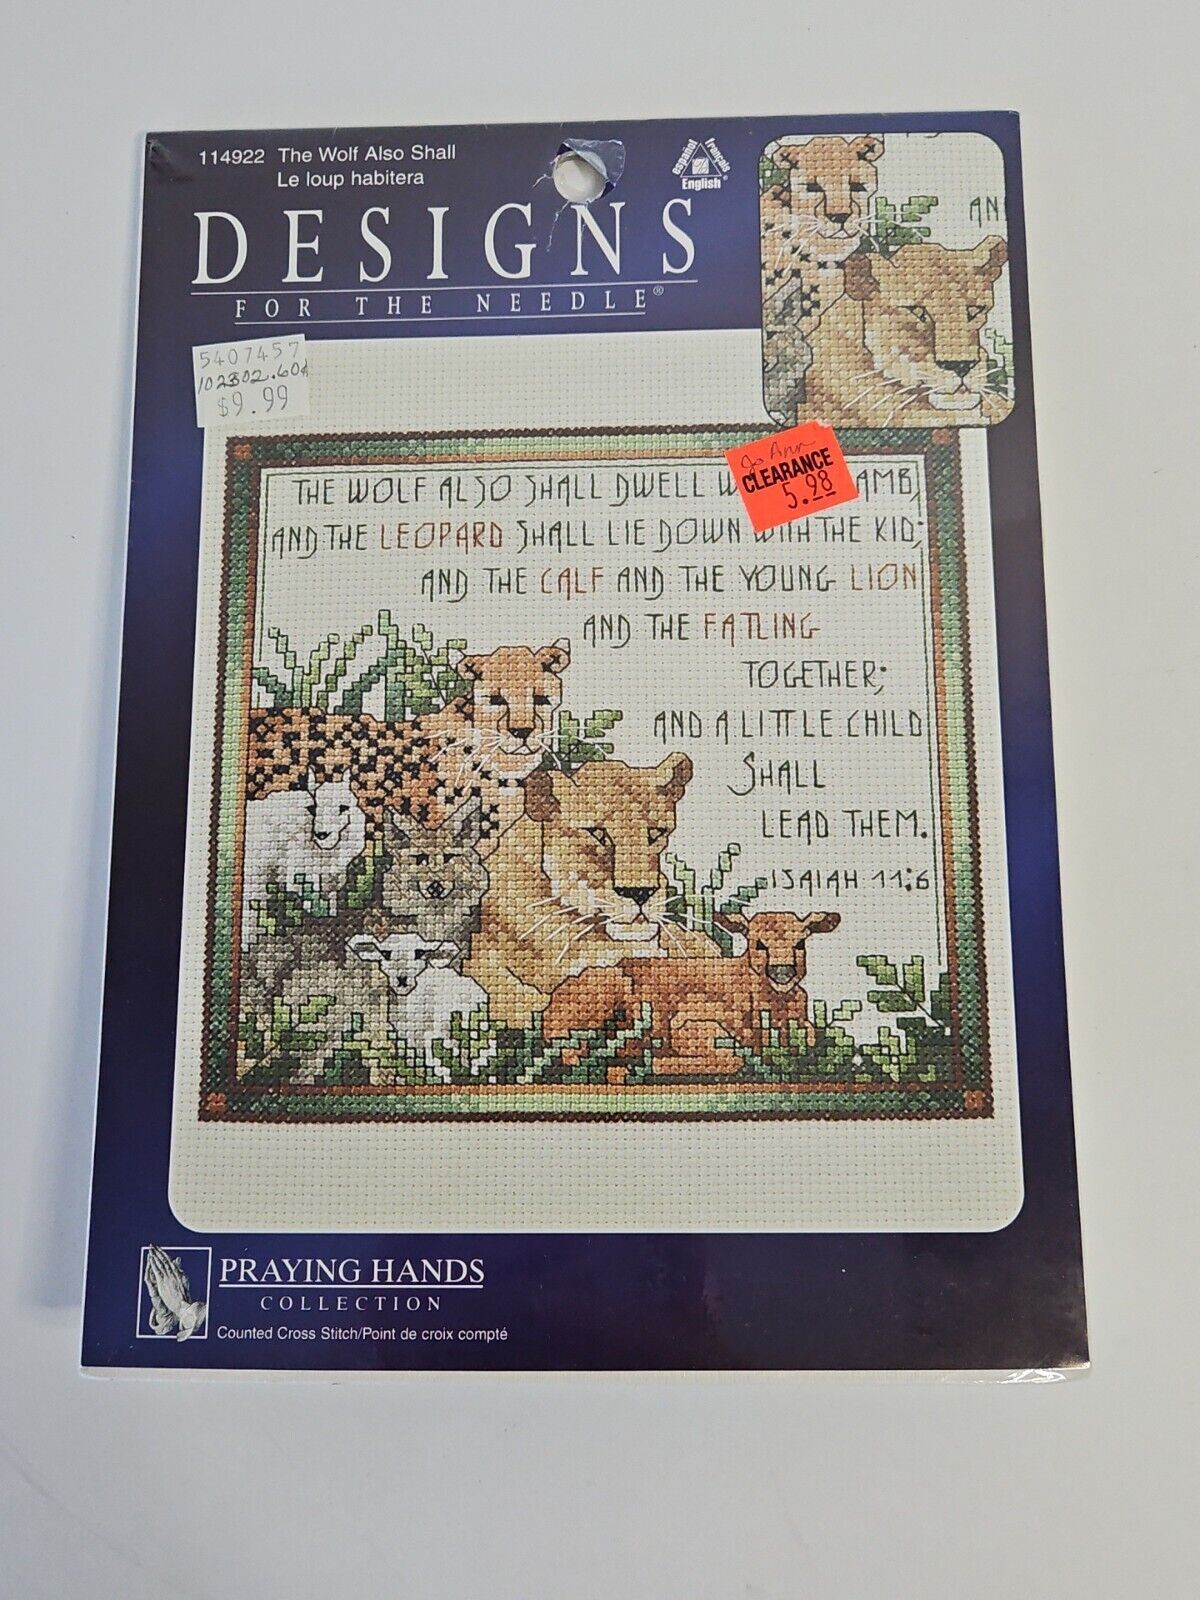 114922 The Wolf Also Shall
Le loup habitera
español français
English®
DESIGNS
FOR THE NEEDLE®
AN
5407457
$9.99
Jo Ann
CLEARANCE
5.98
THE WOLF ALSO SHALL DWELL W AMB,
AND THE LEOPARD SHALL LIE DOWN WITH THE KID;
AND THE CALF AND THE YOUNG LION
AND THE FATLING
TOGETHER;
AND A LITTLE CHILD
SHALL
LEAD THEM.
ISAIAH 11:6
PRAYING HANDS
COLLECTION
Counted Cross Stitch/Point de croix compté